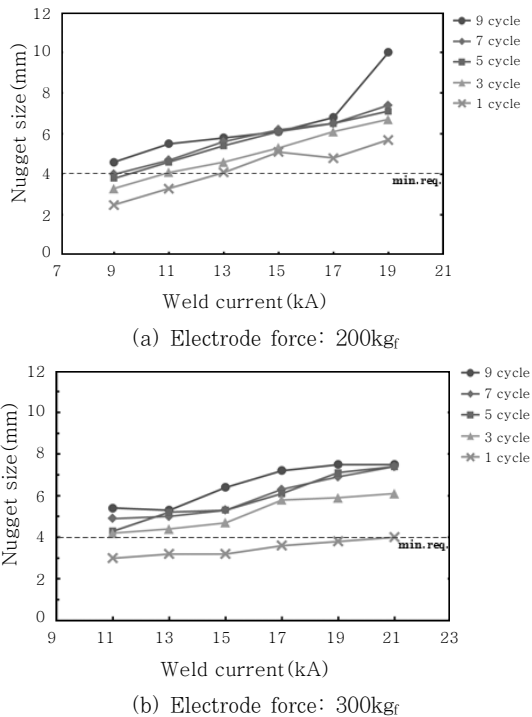 12
10
8
6
4
2
0
Nugget size(mm)
min.req.
7 9 11 13 15 17 19 21
Weld current(kA)
9 cycle
7 cycle
5 cycle
3 cycle
1 cycle
(a) Electrode force: 200kgf
12
10
8
6
4
2
0
Nugget size(mm)
min.req.
9 11 13 15 17 19 21 23
Weld current(kA)
9 cycle
7 cycle
5 cycle
3 cycle
1 cycle
(b) Electrode force: 300kgf